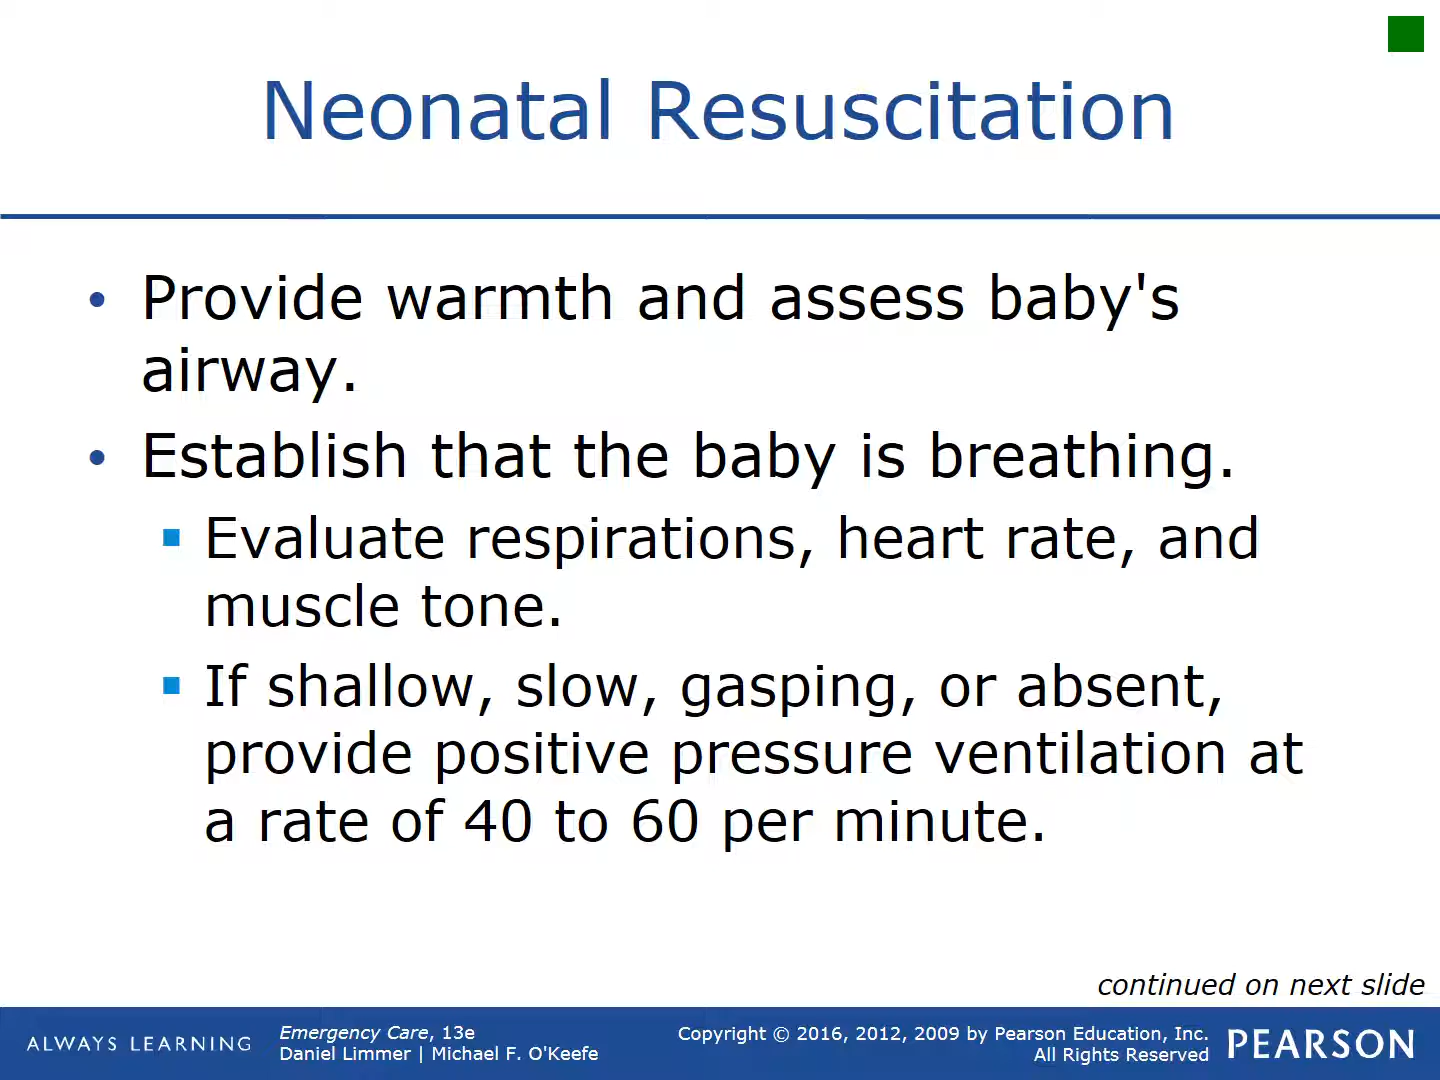 Neonatal Resuscitation
• Provide warmth and assess baby's
airway.
• Establish that the baby is breathing.
▪ Evaluate respirations, heart rate, and
muscle tone.
▪ If shallow, slow, gasping, or absent,
provide positive pressure ventilation at
a rate of 40 to 60 per minute.
continued on next slide
ALWAYS LEARNING
Emergency Care, 13e
Daniel Limmer | Michael F. O'Keefe
Copyright © 2016, 2012, 2009 by Pearson Education, Inc.
All Rights Reserved
PEARSON